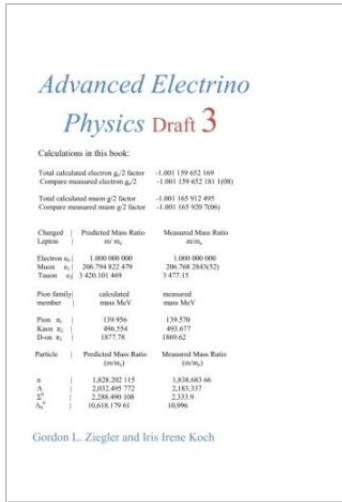 Advanced Electrino
Physics Draft 3
Calculations in this book:
Total calculated electron gₑ/2 factor -1.001 159 652 169
Compare measured electron gₑ/2 -1.001 159 652 181 1(08)
Total calculated muon g/2 factor -1.001 165 912 495
Compare measured muon g/2 factor -1.001 165 920 7(06)
Charged | Predicted Mass Ratio Measured Mass Ratio
Lepton | m/ mₑ m/mₑ
Electron | 1.000 000 000 1.000 000 000
Muon | 206.794 822 479 206.768 2843(52)
Tauon | 3 420.101 469 3 477.15
Pion family| calculated measured
member | mass MeV mass MeV
Pion | 139.956 139.570
Kaon | 496.554 493.677
D-on | 1877.78 1869.62
Particle | Predicted Mass Ratio Measured Mass Ratio
(m/mₑ) (m/mₑ)
n | 1,828.202 115 1,838.683 66
Λ | 2,032.495 772 2,183.337
Σ⁰ | 2,288.490 108 2,333.9
| 10,618.179 61 10,996
Gordon L. Ziegler and Iris Irene Koch